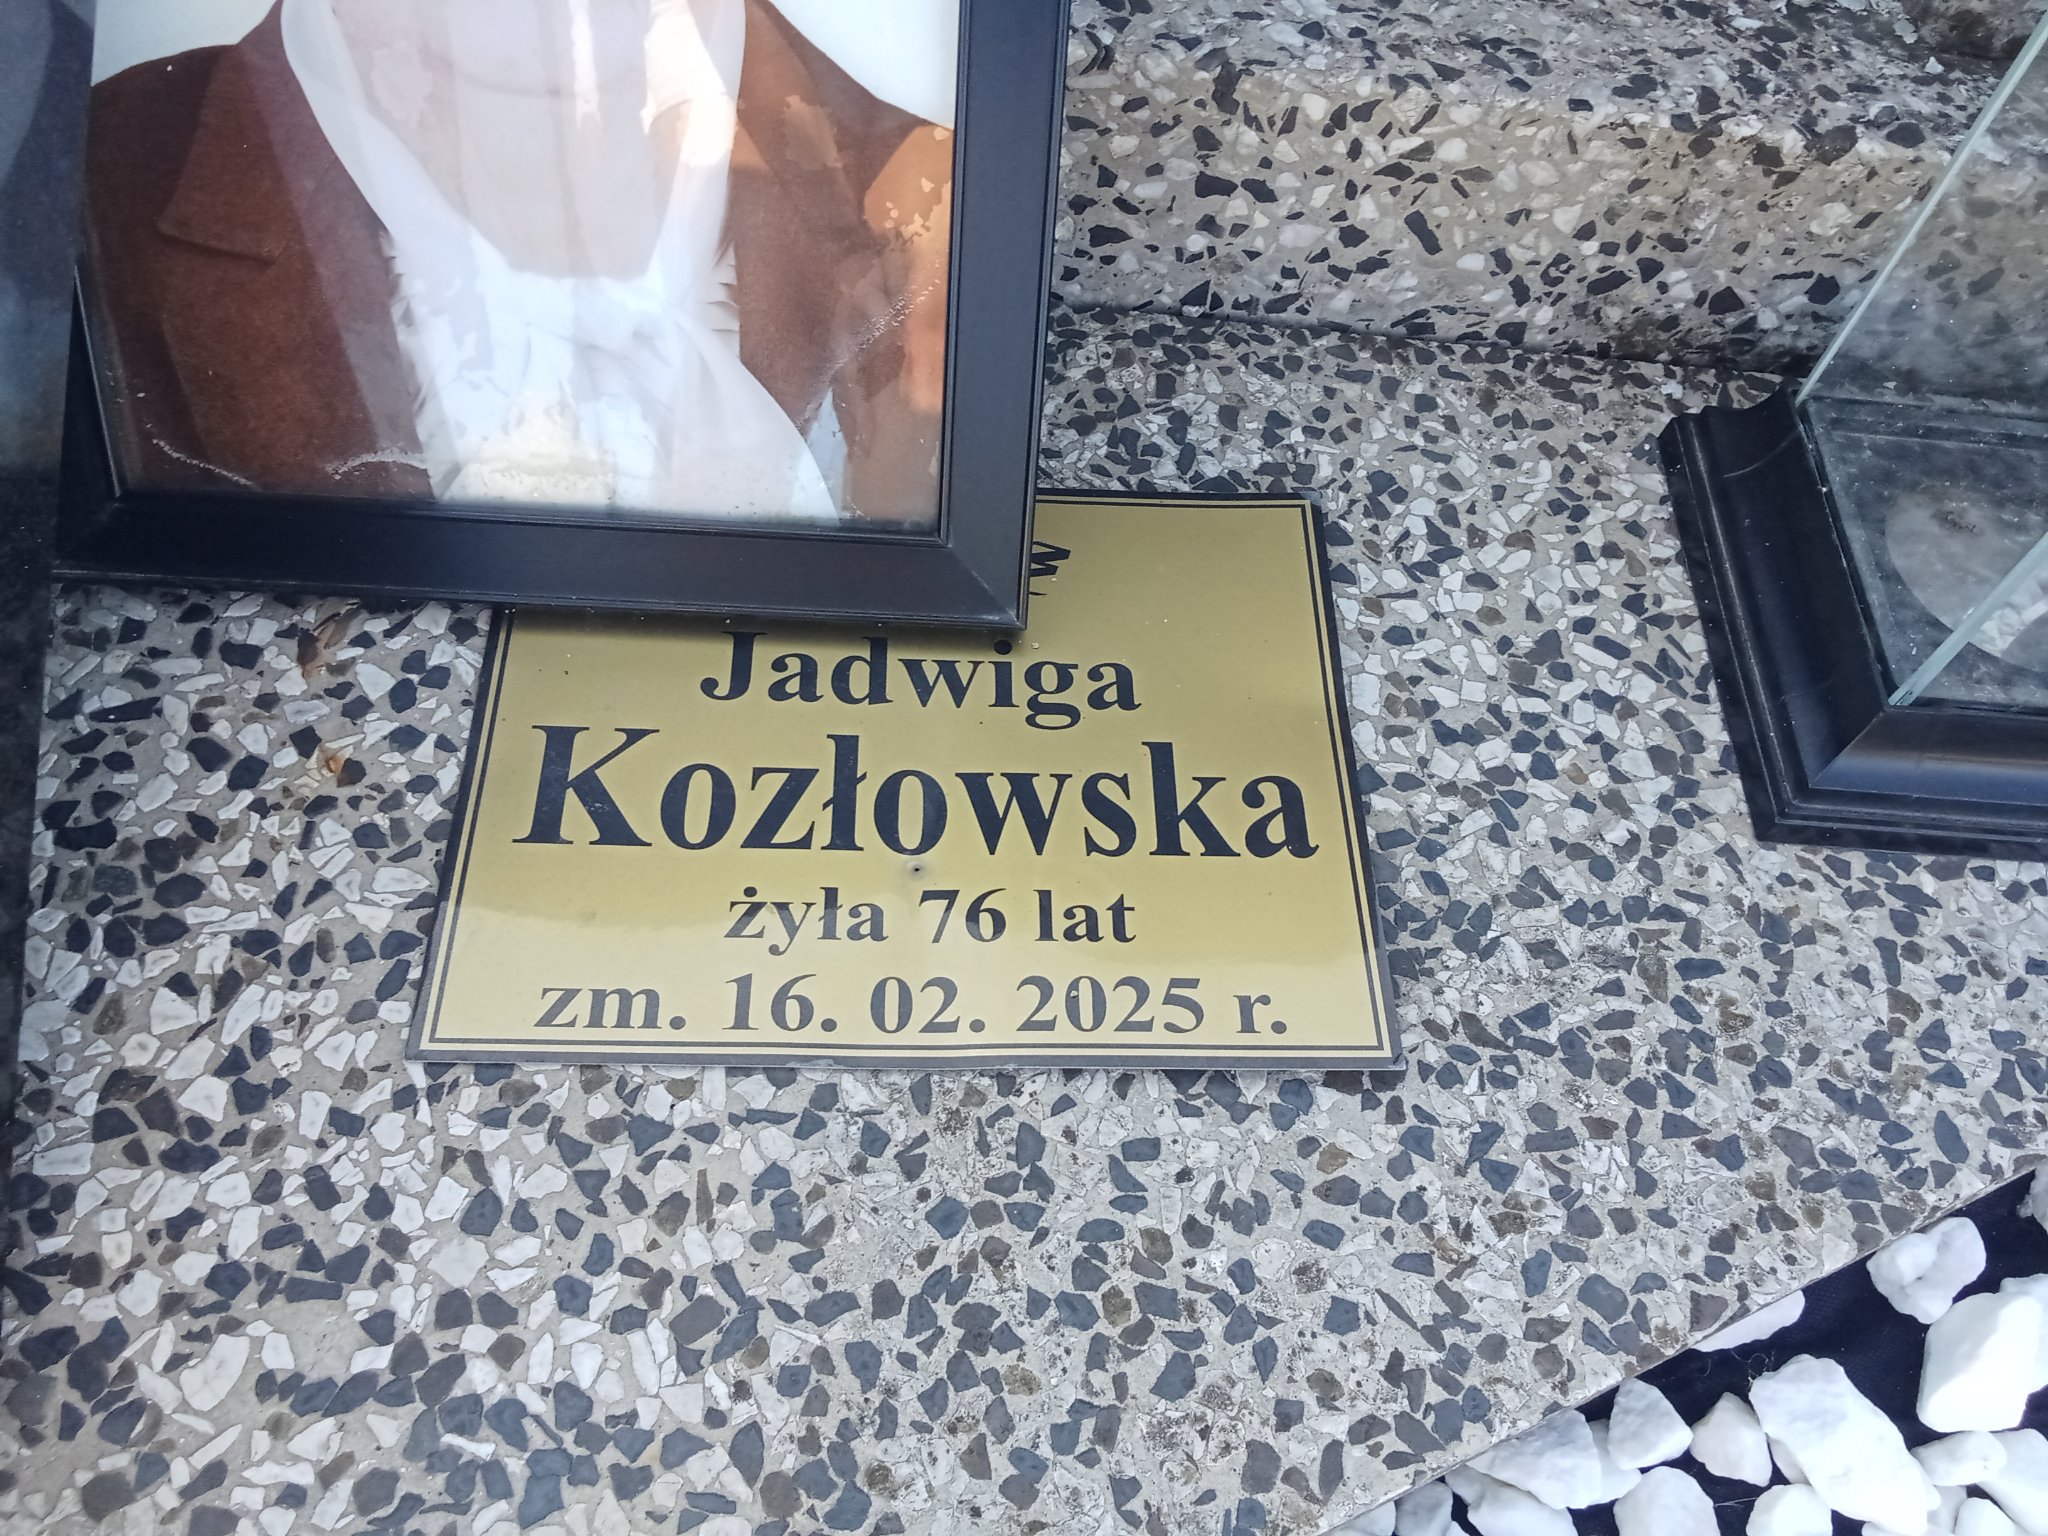 Jadwiga
Kozłowska
żyła 76 lat
zm. 16. 02. 2025 r.